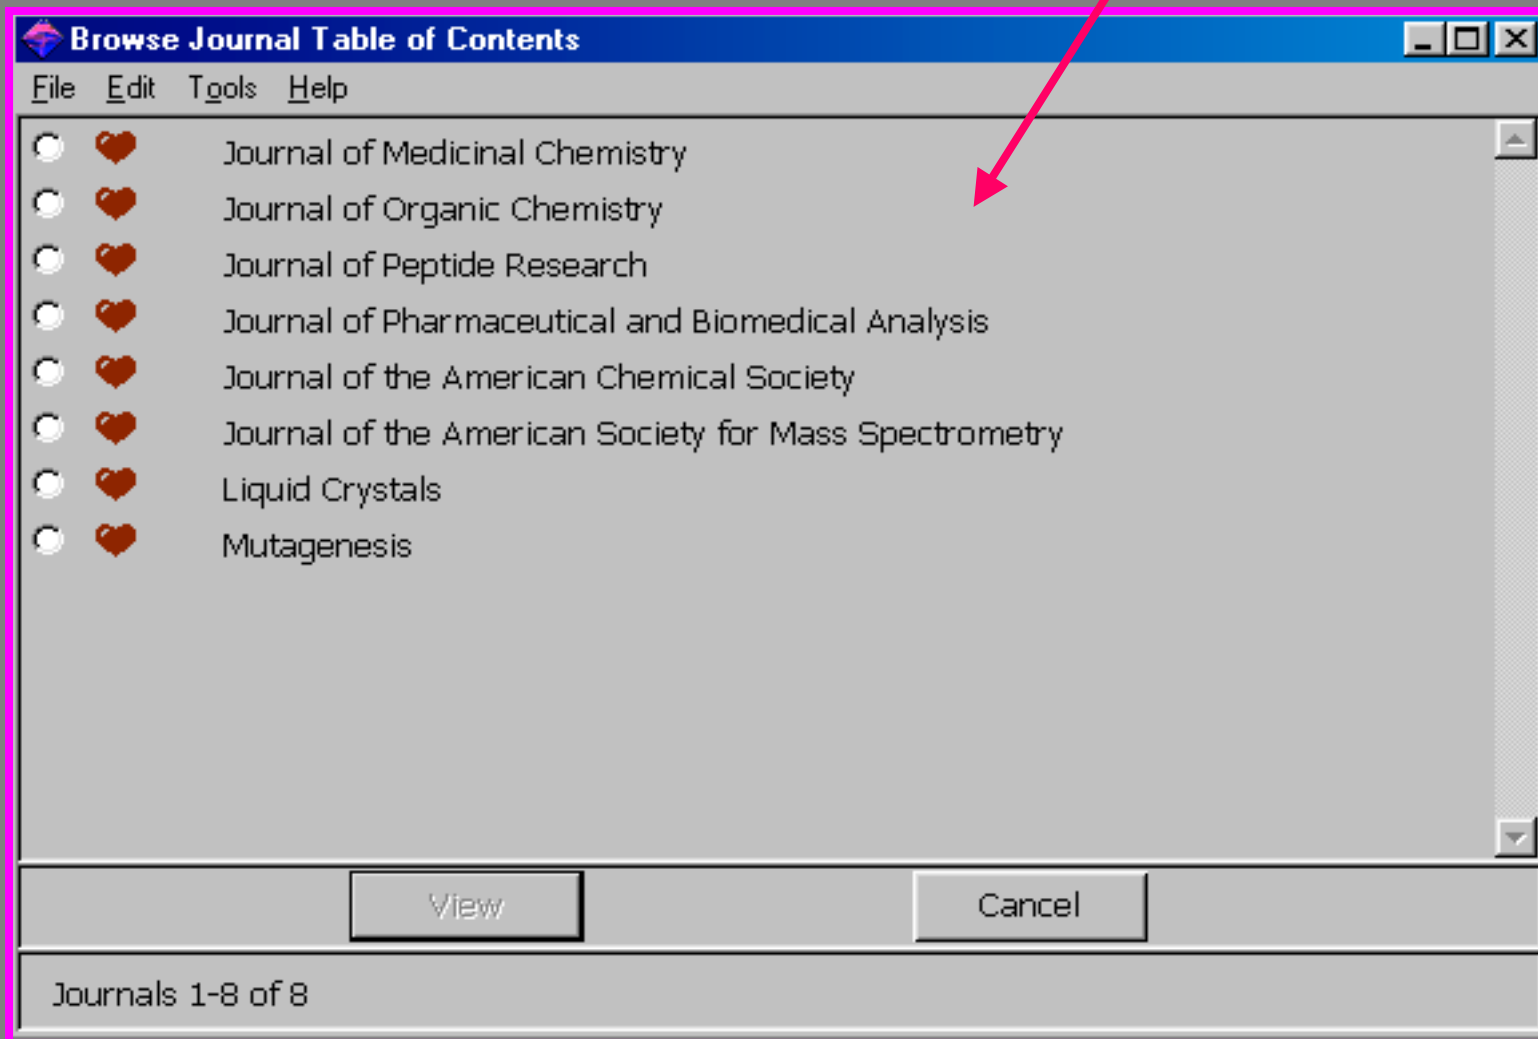 Browse Journal Table of Contents
File Edit Tools Help
Journal of Medicinal Chemistry
Journal of Organic Chemistry
Journal of Peptide Research
Journal of Pharmaceutical and Biomedical Analysis
Journal of the American Chemical Society
Journal of the American Society for Mass Spectrometry
Liquid Crystals
Mutagenesis
View Cancel
Journals 1-8 of 8